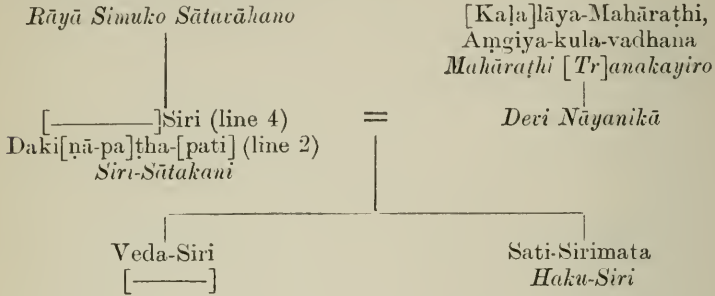 Rāyā Simuko Sātavāhano
[Kaḷa]lāya-Mahāraṭhi,
Aṃgiya-kula-vadhana
Mahāraṭhi [Tr]anakayiro
[———]Siri (line 4)
=
Devi Nāyanikā
Daki[ṇā-pa]ṭha-[pati] (line 2)
Siri-Sātakani
Veda-Siri
[———]
Sati-Sirimata
Haku-Siri